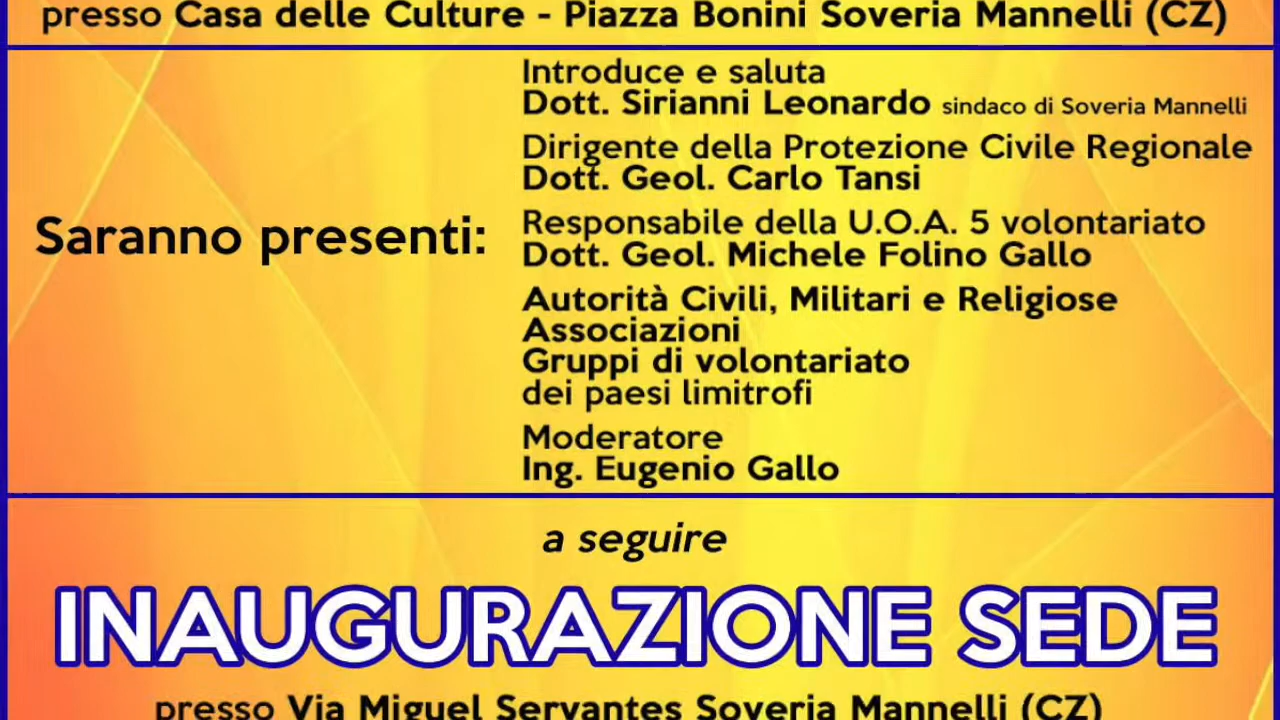 presso Casa delle Culture - Piazza Bonini Soveria Mannelli (CZ)
Saranno presenti:
Introduce e saluta
Dott. Sirianni Leonardo sindaco di Soveria Mannelli
Dirigente della Protezione Civile Regionale
Dott. Geol. Carlo Tansi
Responsabile della U.O.A. 5 volontariato
Dott. Geol. Michele Folino Gallo
Autorità Civili, Militari e Religiose
Associazioni
Gruppi di volontariato
dei paesi limitrofi
Moderatore
Ing. Eugenio Gallo
a seguire
INAUGURAZIONE SEDE
presso Via Miguel Servantes Soveria Mannelli (CZ)